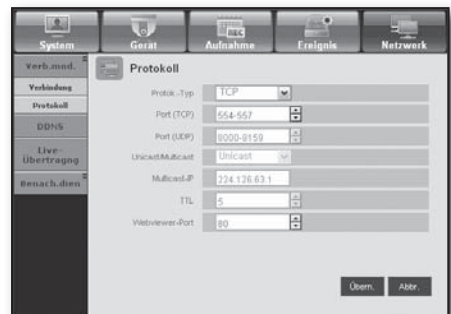 System Gerät Aufnahme Ereignis Netzwerk
Verb.mod.
Verbindung
Protokoll
DDNS
Live-
Übertragng
Benach.dien
Protokoll
Protok.-Typ TCP
Port (TCP) 554-557
Port (UDP) 8000-8159
Unicast/Multicast Unicast
Multicast-IP 224.126.63.1
TTL 5
Webviewer-Port 80
Übern. Abbr.